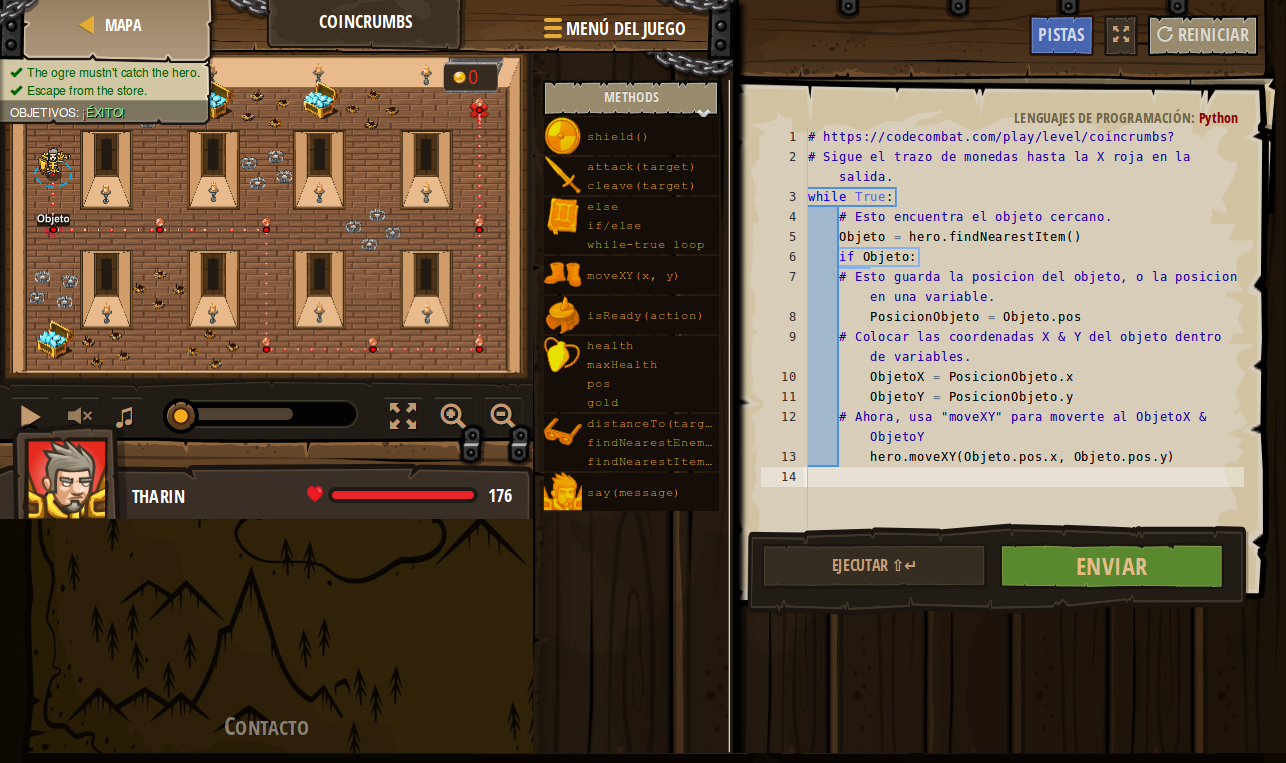 MAPA
COINCRUMBS
MENÚ DEL JUEGO
PISTAS
REINICIAR
The ogre mustn't catch the hero.
Escape from the store.
OBJETIVOS: ¡ÉXITO!
0
Objeto
METHODS
shield()
attack(target)
cleave(target)
else
if/else
while-true loop
moveXY(x, y)
isReady(action)
health
maxHealth
pos
gold
distanceTo(targ…
findNearestEnem…
findNearestItem…
say(message)
LENGUAJES DE PROGRAMACIÓN: Python
1 # https://codecombat.com/play/level/coincrumbs?
2 # Sigue el trazo de monedas hasta la X roja en la
salida.
3 while True:
4 # Esto encuentra el objeto cercano.
5 Objeto = hero.findNearestItem()
6 if Objeto:
7 # Esto guarda la posicion del objeto, o la posicion
en una variable.
8 PosicionObjeto = Objeto.pos
9 # Colocar las coordenadas X & Y del objeto dentro
de variables.
10 ObjetoX = PosicionObjeto.x
11 ObjetoY = PosicionObjeto.y
12 # Ahora, usa "moveXY" para moverte al ObjetoX &
ObjetoY
13 hero.moveXY(Objeto.pos.x, Objeto.pos.y)
14
EJECUTAR ⇧↵
ENVIAR
THARIN
176
CONTACTO